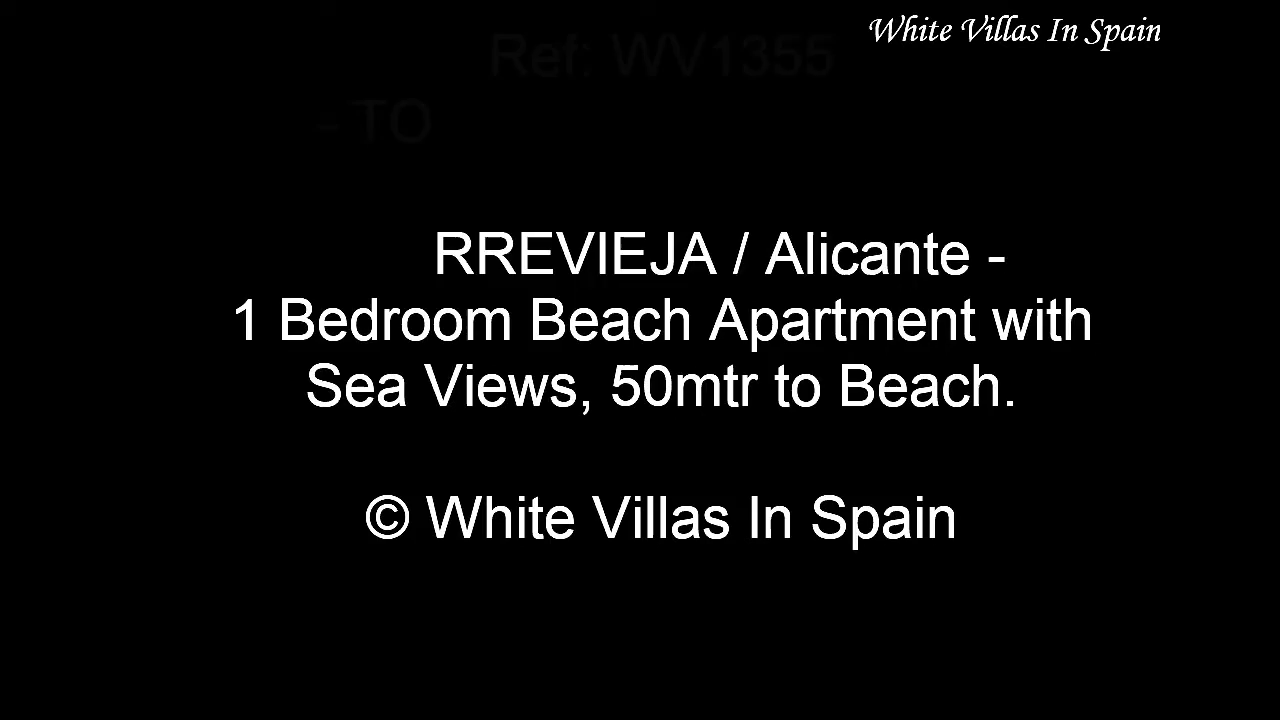 White Villas In Spain
Ref: WV1355
- TO
RREVIEJA / Alicante -
1 Bedroom Beach Apartment with
Sea Views, 50mtr to Beach.
© White Villas In Spain